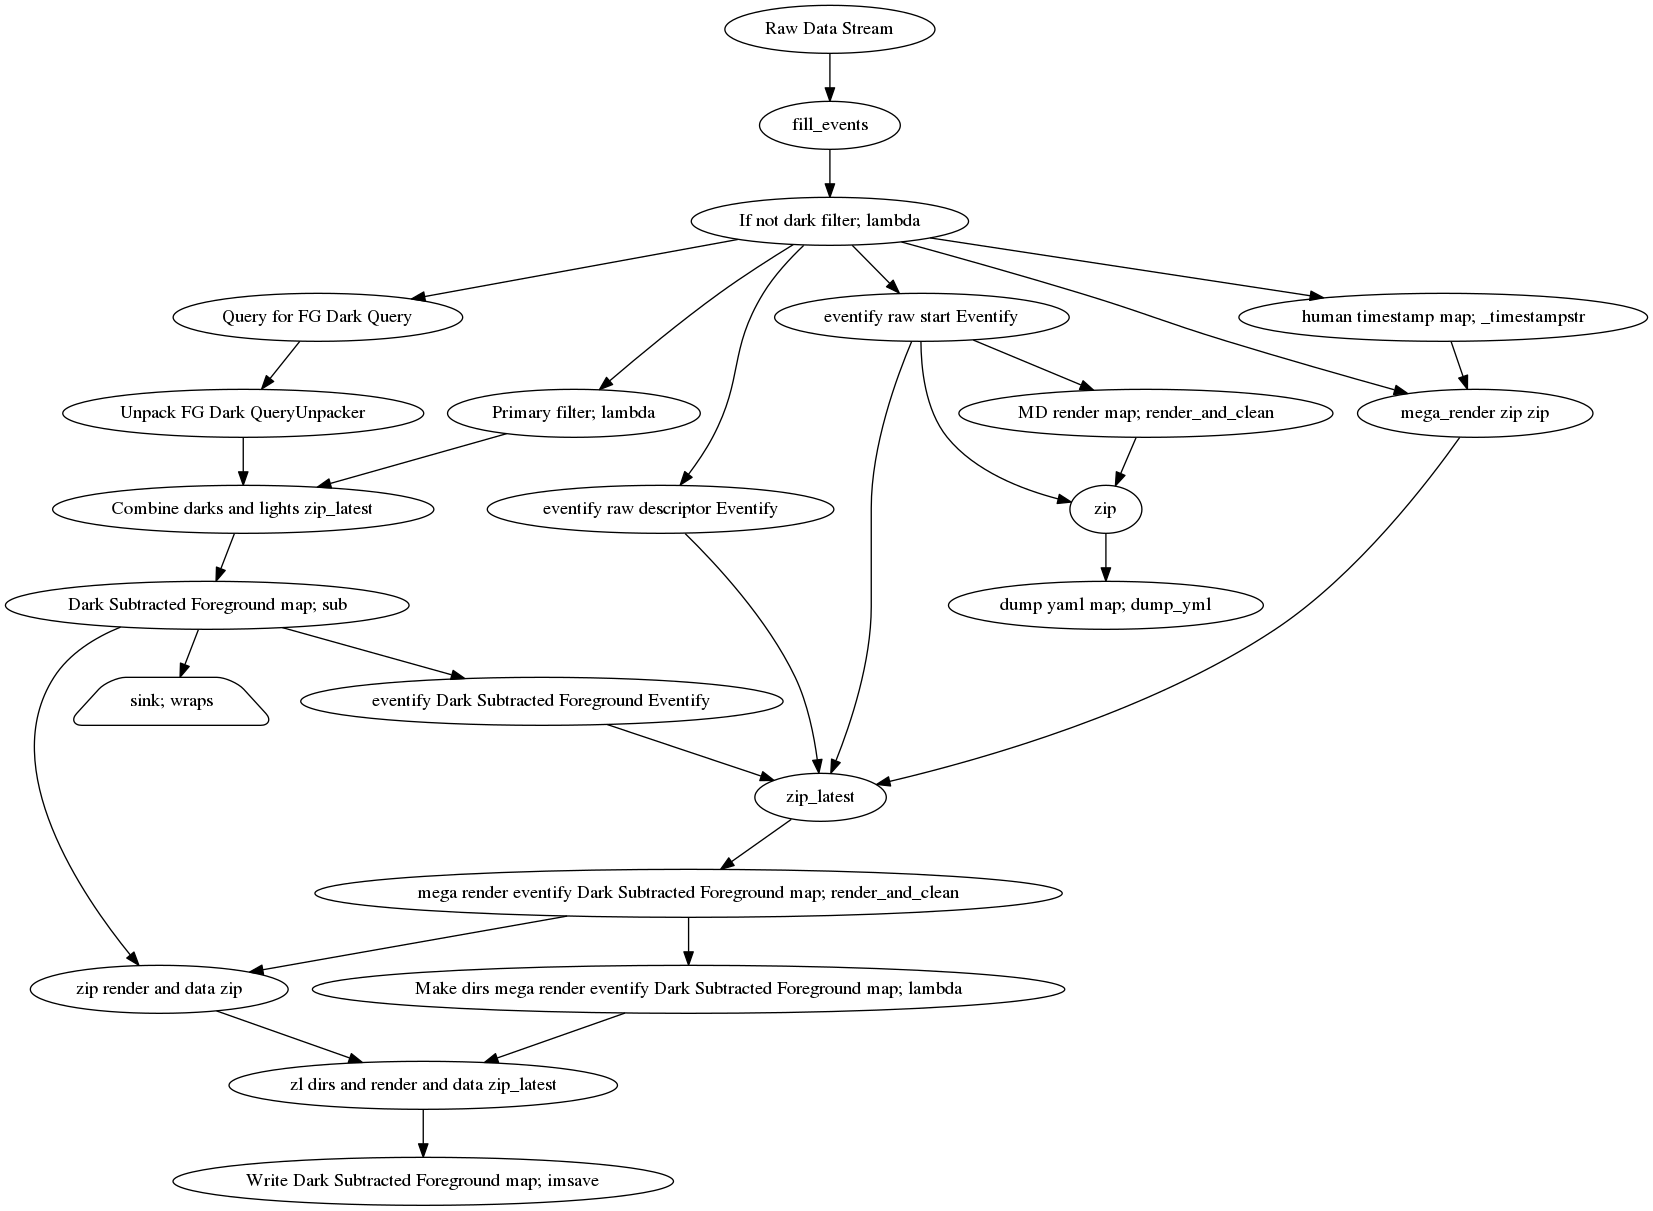 Raw Data Stream
fill_events
If not dark filter; lambda
Query for FG Dark Query
eventify raw start Eventify
human timestamp map; _timestampstr
Unpack FG Dark QueryUnpacker
Primary filter; lambda
MD render map; render_and_clean
mega_render zip zip
Combine darks and lights zip_latest
eventify raw descriptor Eventify
zip
Dark Subtracted Foreground map; sub
dump yaml map; dump_yml
sink; wraps
eventify Dark Subtracted Foreground Eventify
zip_latest
mega render eventify Dark Subtracted Foreground map; render_and_clean
zip render and data zip
Make dirs mega render eventify Dark Subtracted Foreground map; lambda
zl dirs and render and data zip_latest
Write Dark Subtracted Foreground map; imsave